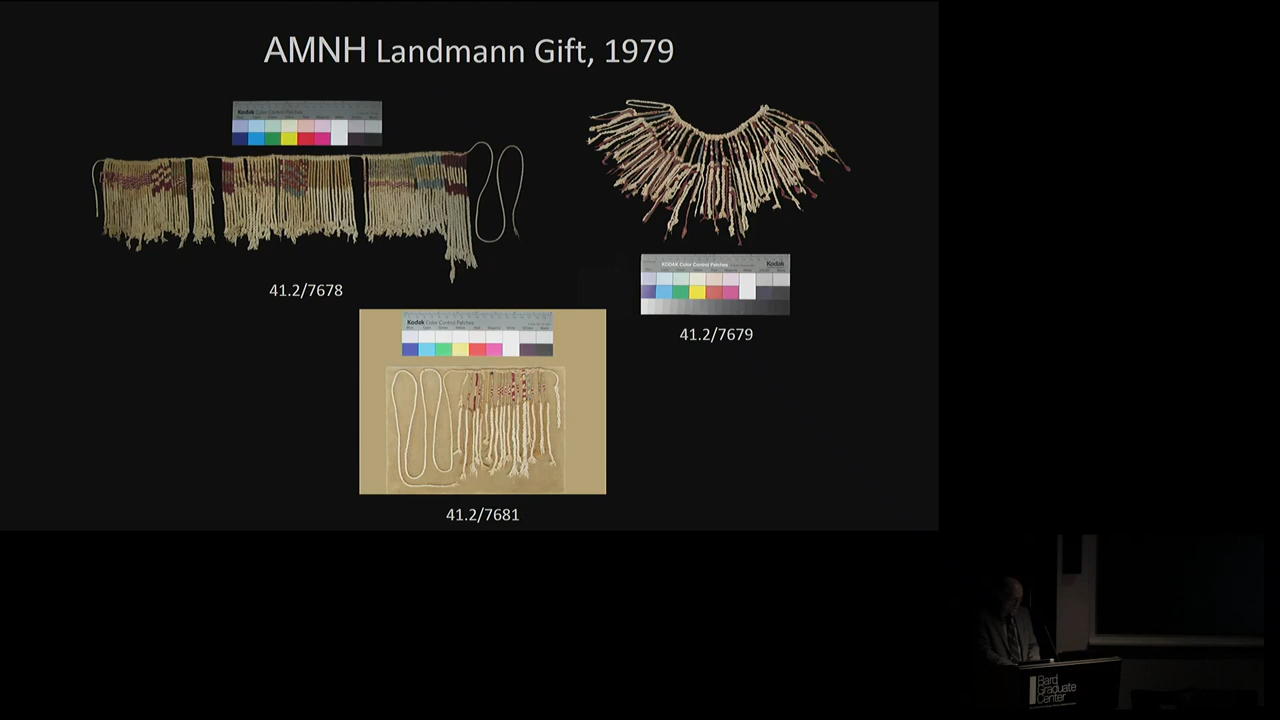 AMNH Landmann Gift, 1979
Kodak Color Control Patches
41.2/7678
KODAK Color Control Patches Kodak
41.2/7679
Kodak Color Control Patches
41.2/7681
Bard
Graduate
Center